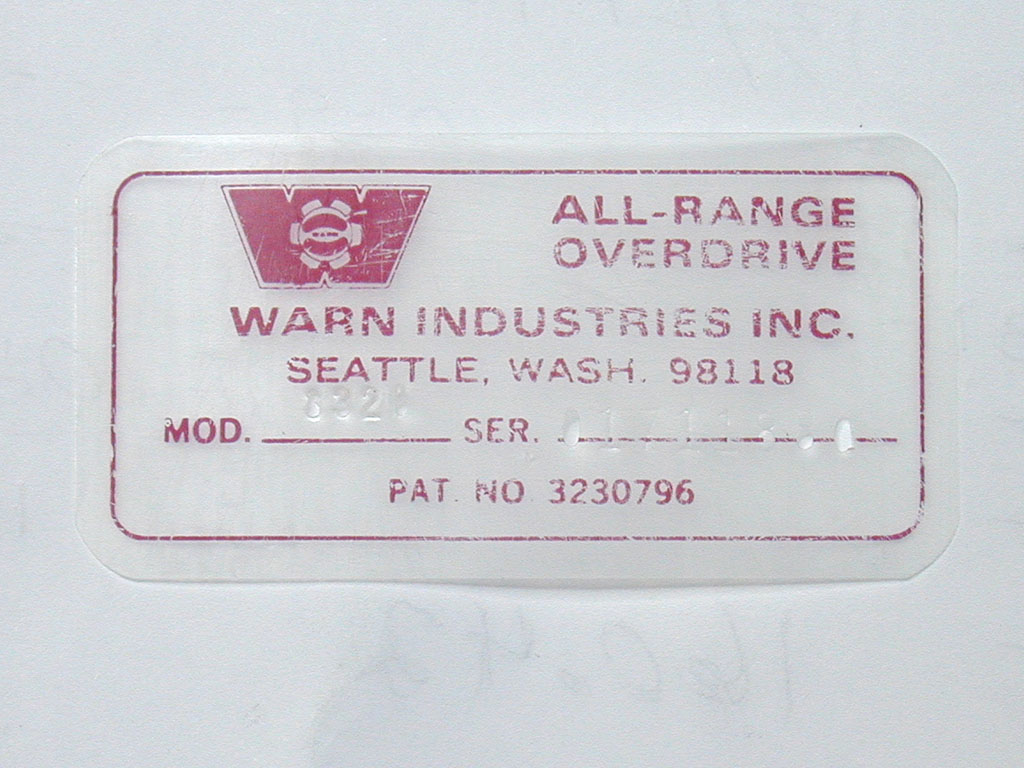 ALL-RANGE
OVERDRIVE
WARN INDUSTRIES INC.
SEATTLE, WASH. 98118
MOD. SER.
PAT. NO. 3230796